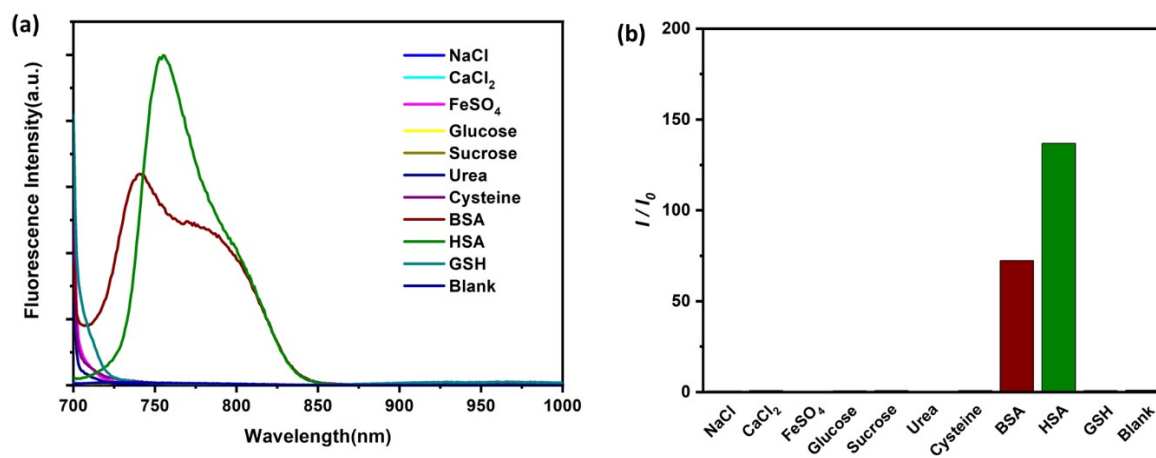 (a)
Fluorescence Intensity(a.u.)
NaCl
CaCl₂
FeSO₄
Glucose
Sucrose
Urea
Cysteine
BSA
HSA
GSH
Blank
700 750 800 850 900 950 1000
Wavelength(nm)
(b)
I / I₀
200
150
100
50
0
NaCl
CaCl₂
FeSO₄
Glucose
Sucrose
Urea
Cysteine
BSA
HSA
GSH
Blank